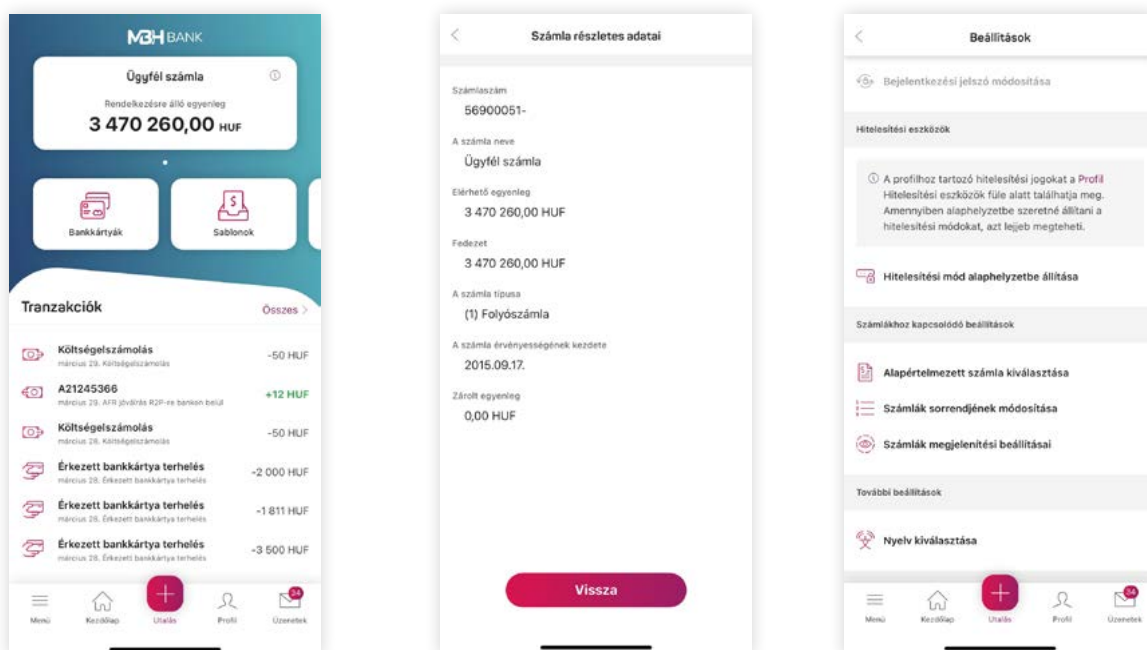 MBH BANK
Ügyfél számla
Rendelkezésre álló egyenleg
3 470 260,00 HUF
Bankkártyák
Sablonok
Tranzakciók
Összes >
Költségelszámolás
-50 HUF
március 29. Költségelszámolás
A21245366
+12 HUF
március 29. AFR jóváírás R2P-re bankon belül
Költségelszámolás
-50 HUF
március 28. Költségelszámolás
Érkezett bankkártya terhelés
-2 000 HUF
március 28. Érkezett bankkártya terhelés
Érkezett bankkártya terhelés
-1 811 HUF
március 28. Érkezett bankkártya terhelés
Érkezett bankkártya terhelés
-3 500 HUF
március 28. Érkezett bankkártya terhelés
34
Menü Kezdőlap Utalás Profil Üzenetek
Számla részletes adatai
Számlaszám
56900051-
A számla neve
Ügyfél számla
Elérhető egyenleg
3 470 260,00 HUF
Fedezet
3 470 260,00 HUF
A számla típusa
(1) Folyószámla
A számla érvényességének kezdete
2015.09.17.
Zárolt egyenleg
0,00 HUF
Vissza
Beállítások
Bejelentkezési jelszó módosítása
Hitelesítési eszközök
A profilhoz tartozó hitelesítési jogokat a Profil
Hitelesítési eszközök füle alatt találhatja meg.
Amennyiben alaphelyzetbe szeretné állítani a
hitelesítési módokat, azt lejjeb megteheti.
Hitelesítési mód alaphelyzetbe állítása
Számlákhoz kapcsolódó beállítások
Alapértelmezett számla kiválasztása
Számlák sorrendjének módosítása
Számlák megjelenítési beállításai
További beállítások
Nyelv kiválasztása
34
Menü Kezdőlap Utalás Profil Üzenetek